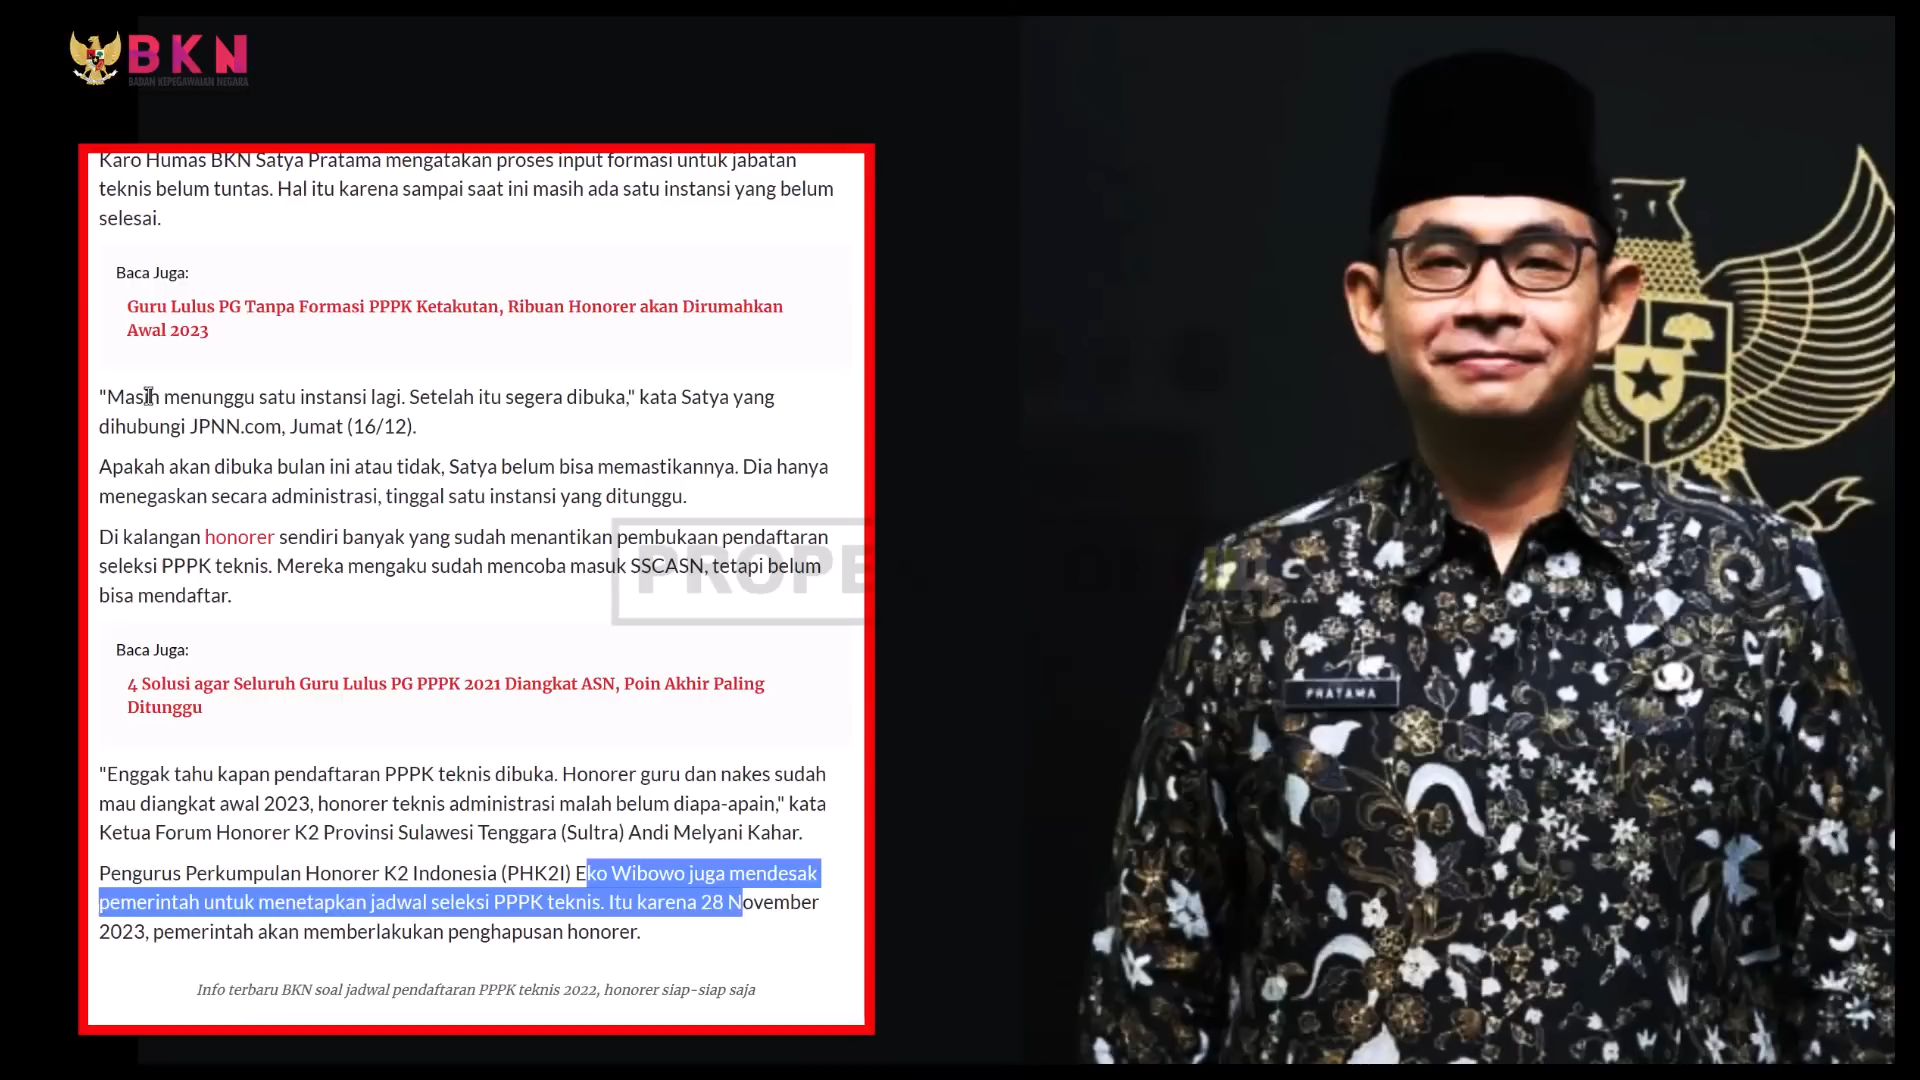 BKN
BADAN KEPEGAWAIAN NEGARA
Karo Humas BKN Satya Pratama mengatakan proses input formasi untuk jabatan
teknis belum tuntas. Hal itu karena sampai saat ini masih ada satu instansi yang belum
selesai.
Baca Juga:
Guru Lulus PG Tanpa Formasi PPPK Ketakutan, Ribuan Honorer akan Dirumahkan
Awal 2023
"Masih menunggu satu instansi lagi. Setelah itu segera dibuka," kata Satya yang
dihubungi JPNN.com, Jumat (16/12).
Apakah akan dibuka bulan ini atau tidak, Satya belum bisa memastikannya. Dia hanya
menegaskan secara administrasi, tinggal satu instansi yang ditunggu.
Di kalangan honorer sendiri banyak yang sudah menantikan pembukaan pendaftaran
seleksi PPPK teknis. Mereka mengaku sudah mencoba masuk SSCASN, tetapi belum
bisa mendaftar.
Baca Juga:
4 Solusi agar Seluruh Guru Lulus PG PPPK 2021 Diangkat ASN, Poin Akhir Paling
Ditunggu
"Enggak tahu kapan pendaftaran PPPK teknis dibuka. Honorer guru dan nakes sudah
mau diangkat awal 2023, honorer teknis administrasi malah belum diapa-apain," kata
Ketua Forum Honorer K2 Provinsi Sulawesi Tenggara (Sultra) Andi Melyani Kahar.
Pengurus Perkumpulan Honorer K2 Indonesia (PHK2I) Eko Wibowo juga mendesak
pemerintah untuk menetapkan jadwal seleksi PPPK teknis. Itu karena 28 November
2023, pemerintah akan memberlakukan penghapusan honorer.
Info terbaru BKN soal jadwal pendaftaran PPPK teknis 2022, honorer siap-siap saja
PRATAMA